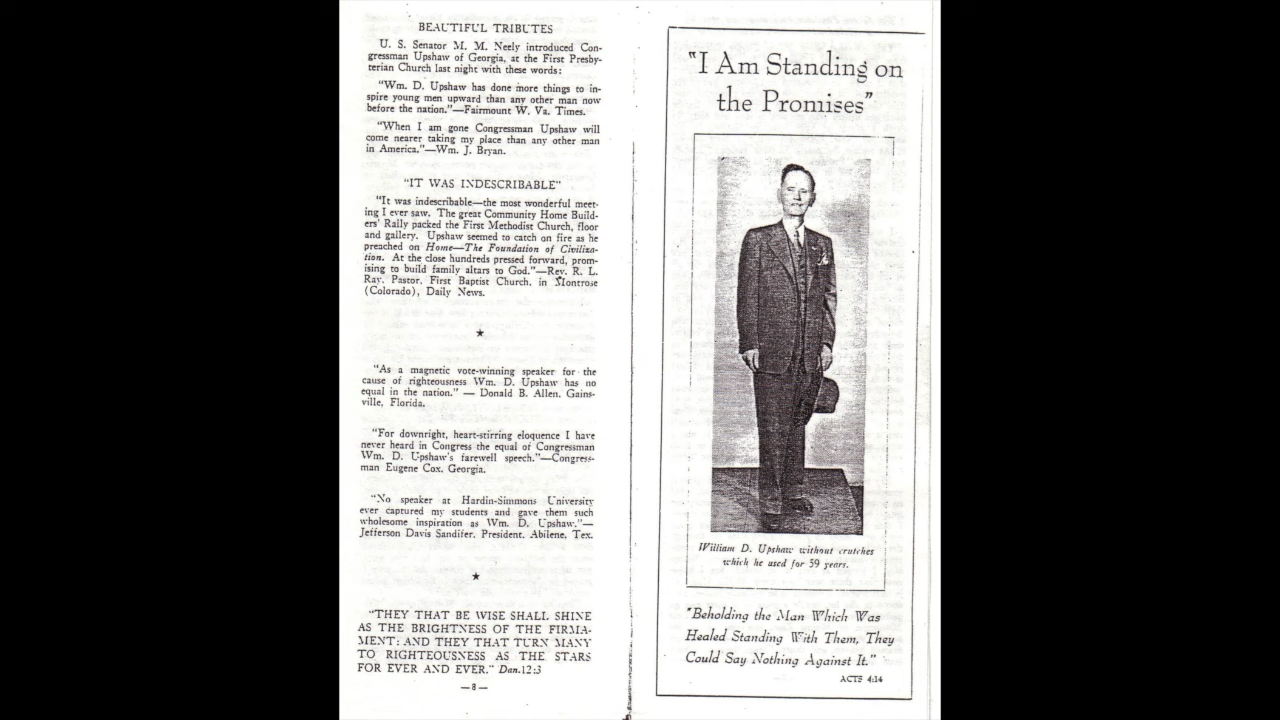 BEAUTIFUL TRIBUTES
U. S. Senator M. M. Neely introduced Con-
gressman Upshaw of Georgia, at the First Presby-
terian Church last night with these words:
"Wm. D. Upshaw has done more things to in-
spire young men upward than any other man now
before the nation."—Fairmount W. Va. Times.
"When I am gone Congressman Upshaw will
come nearer taking my place than any other man
in America."—Wm. J. Bryan.
"IT WAS INDESCRIBABLE"
"It was indescribable—the most wonderful meet-
ing I ever saw. The great Community Home Build-
ers' Rally packed the First Methodist Church, floor
and gallery. Upshaw seemed to catch on fire as he
preached on Home—The Foundation of Civiliza-
tion. At the close hundreds pressed forward, prom-
ising to build family altars to God."—Rev. R. L.
Ray, Pastor, First Baptist Church, in Montrose
(Colorado), Daily News.
"As a magnetic vote-winning speaker for the
cause of righteousness Wm. D. Upshaw has no
equal in the nation." — Donald B. Allen, Gains-
ville, Florida.
"For downright, heart-stirring eloquence I have
never heard in Congress the equal of Congressman
Wm. D. Upshaw's farewell speech."—Congress-
man Eugene Cox, Georgia.
"No speaker at Hardin-Simmons University
ever captured my students and gave them such
wholesome inspiration as Wm. D. Upshaw."—
Jefferson Davis Sandifer, President, Abilene, Tex.
"THEY THAT BE WISE SHALL SHINE
AS THE BRIGHTNESS OF THE FIRMA-
MENT: AND THEY THAT TURN MANY
TO RIGHTEOUSNESS AS THE STARS
FOR EVER AND EVER." Dan.12:3
—8—
"I Am Standing on
the Promises"
William D. Upshaw without crutches
which he used for 59 years.
"Beholding the Man Which Was
Healed Standing With Them, They
Could Say Nothing Against It."
ACTS 4:14